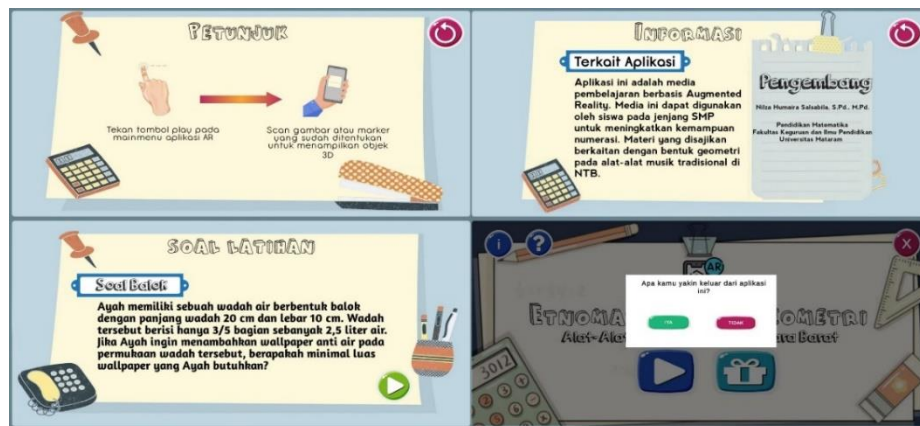 PETUNJUK
Tekan tombol play pada
mainmenu aplikasi AR
Scan gambar atau marker
yang sudah ditentukan
untuk menampilkan objek
3D
INFORMASI
Terkait Aplikasi
Aplikasi ini adalah media
pembelajaran berbasis Augmented
Reality. Media ini dapat digunakan
oleh siswa pada jenjang SMP
untuk meningkatkan kemampuan
numerasi. Materi yang disajikan
berkaitan dengan bentuk geometri
pada alat-alat musik tradisional di
NTB.
Pengembang
Nilza Humaira Salsabila, S.Pd., M.Pd.
Pendidikan Matematika
Fakultas Keguruan dan Ilmu Pendidikan
Universitas Mataram
SOAL LATIHAN
Soal Balok
Ayah memiliki sebuah wadah air berbentuk balok
dengan panjang wadah 20 cm dan lebar 10 cm. Wadah
tersebut berisi hanya 3/5 bagian sebanyak 2,5 liter air.
Jika Ayah ingin menambahkan wallpaper anti air pada
permukaan wadah tersebut, berapakah minimal luas
wallpaper yang Ayah butuhkan?
AR
Apa kamu yakin keluar dari aplikasi
ini?
IYA TIDAK
ETNOMA OMETRI
Alat-Ala ara Barat
3012